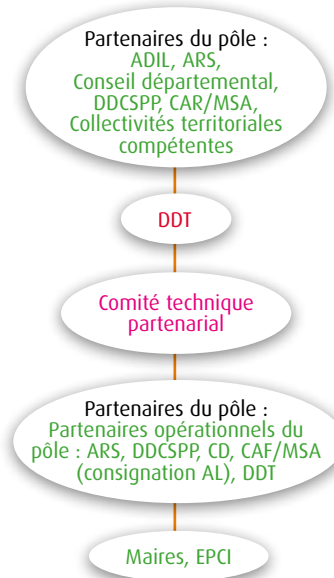 Partenaires du pôle :
ADIL, ARS,
Conseil départemental,
DDCSPP, CAR/MSA,
Collectivités territoriales
compétentes
DDT
Comité technique
partenarial
Partenaires du pôle :
Partenaires opérationnels du
pôle : ARS, DDCSPP, CD, CAF/MSA
(consignation AL), DDT
Maires, EPCI